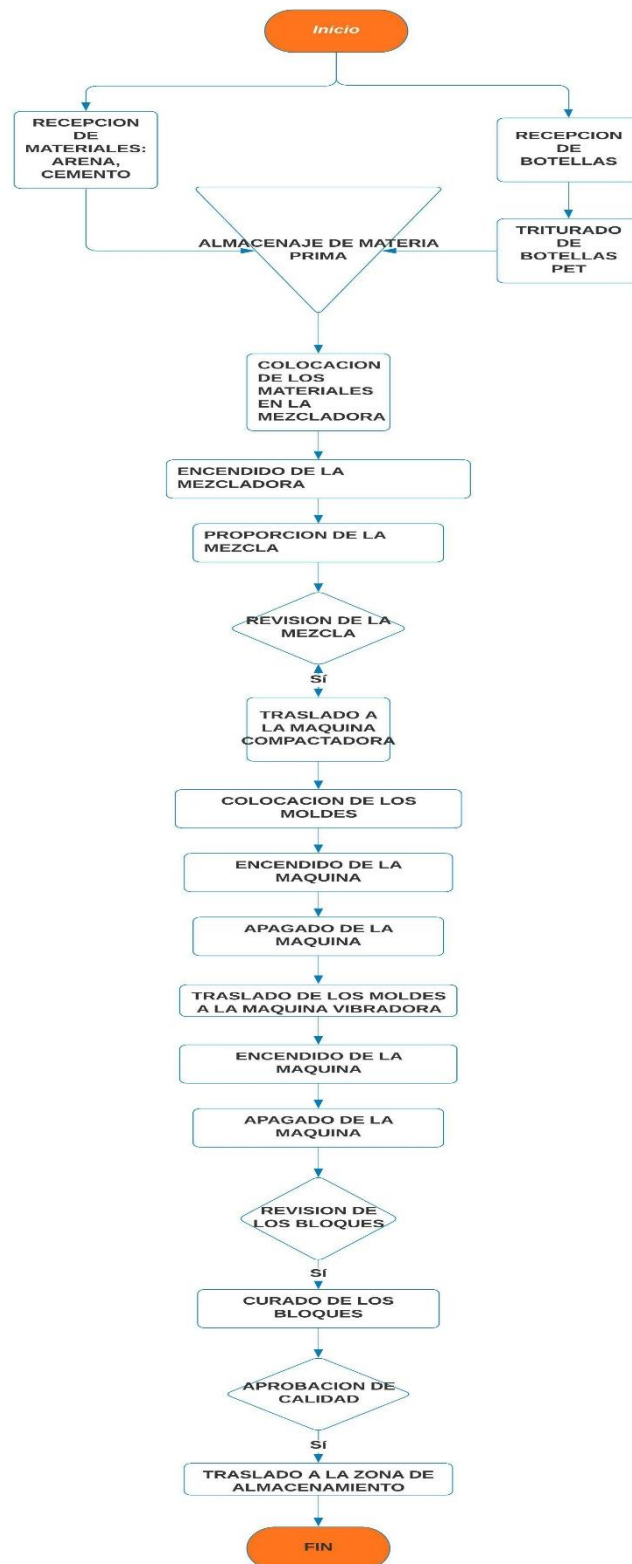 Inicio
RECEPCION
DE
MATERIALES:
ARENA,
CEMENTO
RECEPCION
DE
BOTELLAS
TRITURADO
DE
BOTELLAS
PET
ALMACENAJE DE MATERIA
PRIMA
COLOCACION
DE LOS
MATERIALES
EN LA
MEZCLADORA
ENCENDIDO DE LA
MEZCLADORA
PROPORCION DE LA
MEZCLA
REVISION DE LA
MEZCLA
Sí
TRASLADO A
LA MAQUINA
COMPACTADORA
COLOCACION DE LOS
MOLDES
ENCENDIDO DE LA
MAQUINA
APAGADO DE LA
MAQUINA
TRASLADO DE LOS MOLDES
A LA MAQUINA VIBRADORA
ENCENDIDO DE LA
MAQUINA
APAGADO DE LA
MAQUINA
REVISION DE
LOS BLOQUES
Sí
CURADO DE LOS
BLOQUES
APROBACION DE
CALIDAD
Sí
TRASLADO A LA ZONA DE
ALMACENAMIENTO
FIN